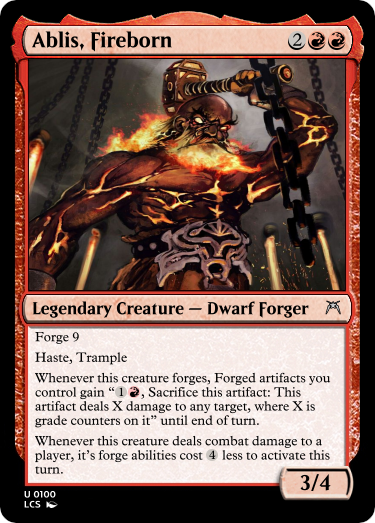 Ablis, Fireborn 2
Legendary Creature — Dwarf Forger
Forge 9
Haste, Trample
Whenever this creature forges, Forged artifacts you
control gain “1, Sacrifice this artifact: This
artifact deals X damage to any target, where X is
grade counters on it” until end of turn.
Whenever this creature deals combat damage to a
player, it's forge abilities cost 4 less to activate this
turn.
3/4
U 0100
LCS